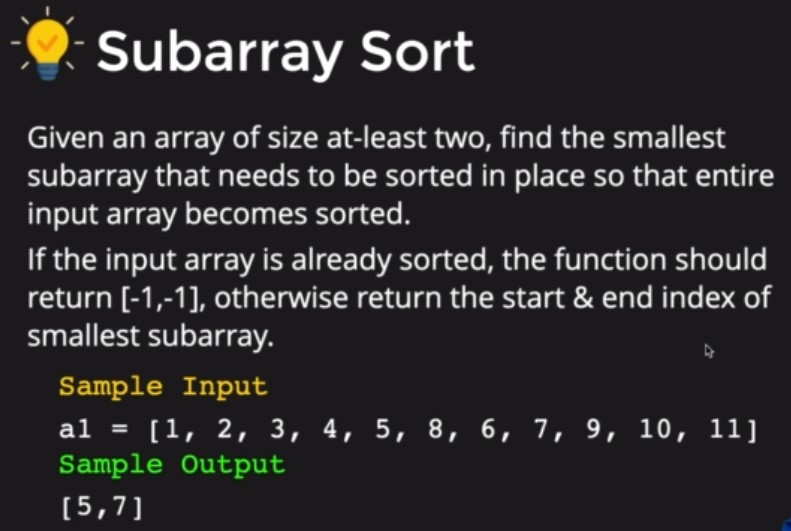 Subarray Sort
Given an array of size at-least two, find the smallest
subarray that needs to be sorted in place so that entire
input array becomes sorted.
If the input array is already sorted, the function should
return [-1,-1], otherwise return the start & end index of
smallest subarray.
Sample Input
a1 = [1, 2, 3, 4, 5, 8, 6, 7, 9, 10, 11]
Sample Output
[5,7]